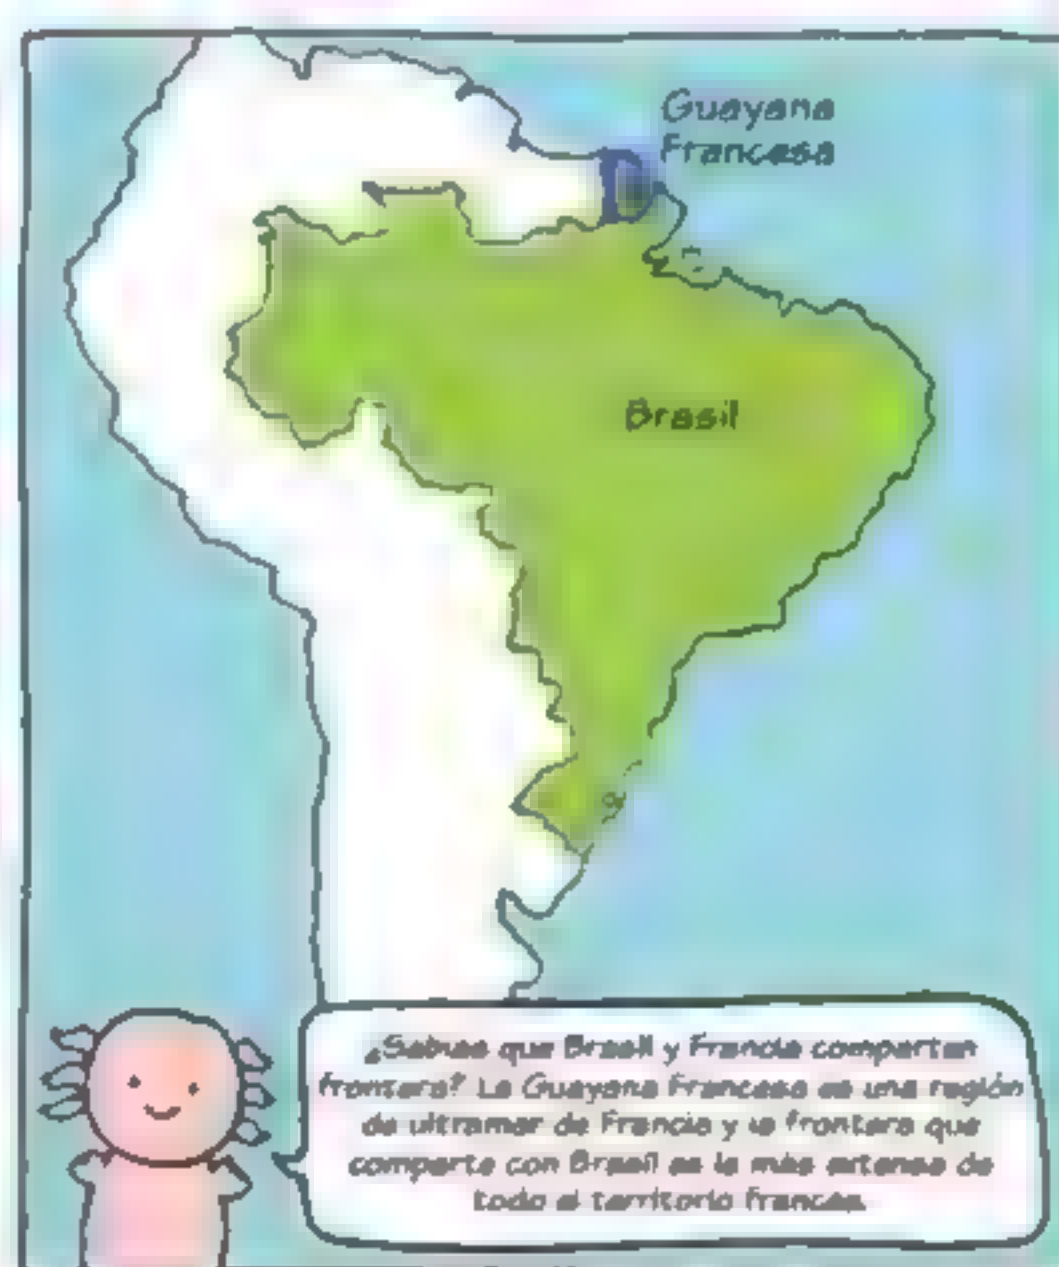 Guayana
Francesa
Brasil
¿Sabías que Brasil y Francia comparten
frontera? La Guayana Francesa es una región
de ultramar de Francia y la frontera que
comparte con Brasil es la más extensa de
todo el territorio francés.